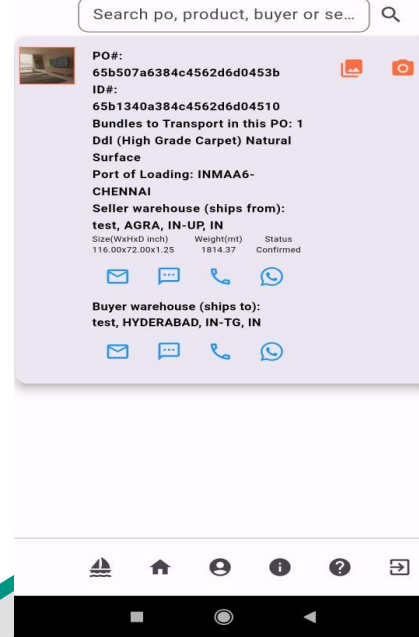 Search po, product, buyer or se...
PO#:
65b507a6384c4562d6d0453b
ID#:
65b1340a384c4562d6d04510
Bundles to Transport in this PO: 1
Ddl (High Grade Carpet) Natural
Surface
Port of Loading: INMAA6-
CHENNAI
Seller warehouse (ships from):
test, AGRA, IN-UP, IN
Size(WxHxD inch) Weight(mt) Status
116.00x72.00x1.25 1814.37 Confirmed
Buyer warehouse (ships to):
test, HYDERABAD, IN-TG, IN